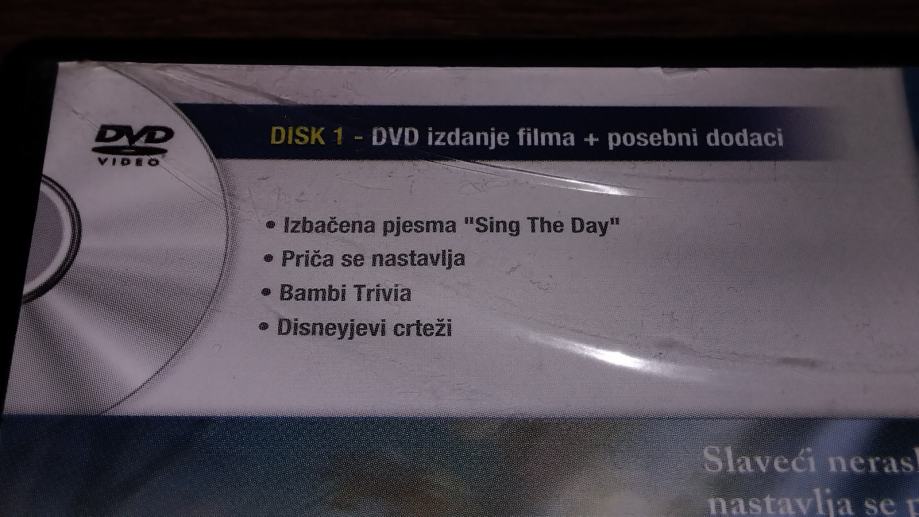 DVD
VIDEO
DISK 1 - DVD izdanje filma + posebni dodaci
• Izbačena pjesma "Sing The Day"
• Priča se nastavlja
• Bambi Trivia
• Disneyjevi crteži
Slaveći
nastavlja se